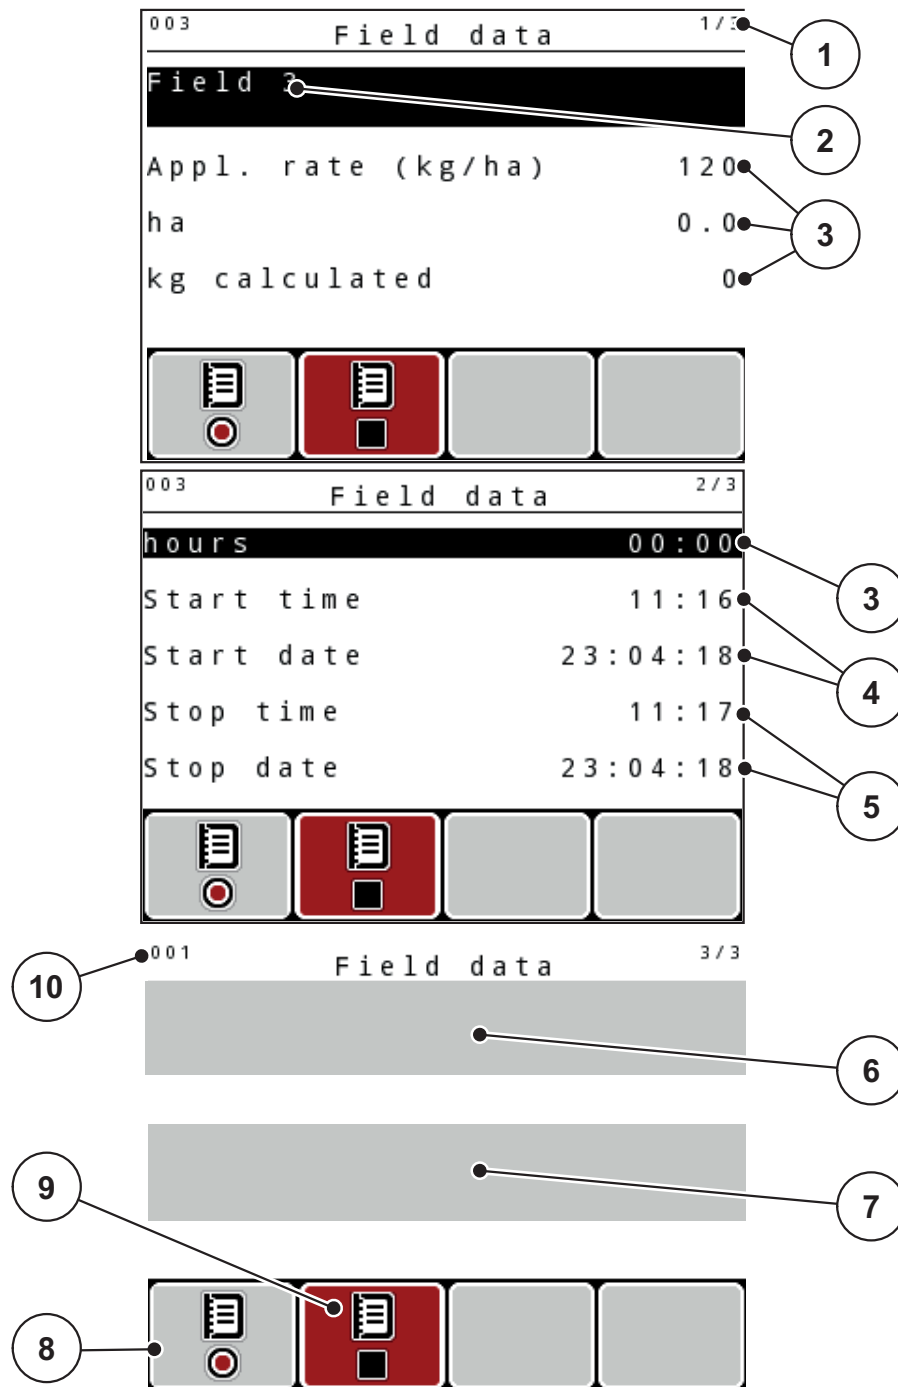 003 Field data 1/3
1
Field 3
2
Appl. rate (kg/ha) 120
ha 0.0
3
kg calculated 0
003 Field data 2/3
hours 00:00
3
Start time 11:16
Start date 23:04:18
4
Stop time 11:17
Stop date 23:04:18
5
10
001 Field data 3/3
6
9
7
8